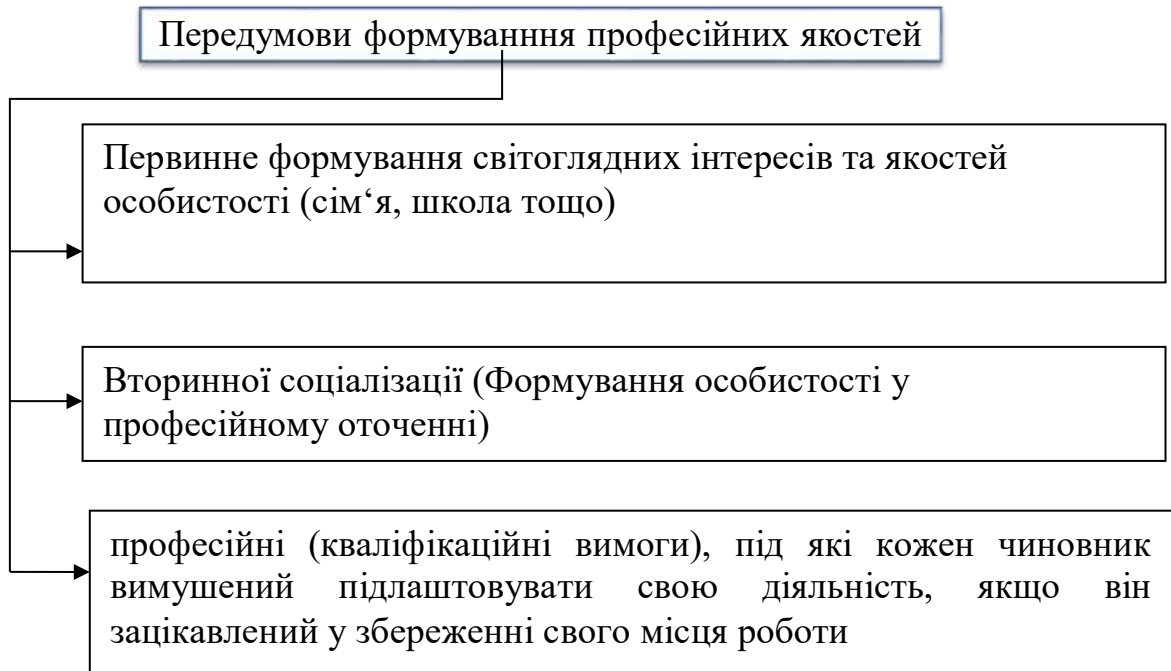 Передумови формуванння професійних якостей
Первинне формування світоглядних інтересів та якостей
особистості (сім‘я, школа тощо)
Вторинної соціалізації (Формування особистості у
професійному оточенні)
професійні (кваліфікаційні вимоги), під які кожен чиновник
вимушений підлаштовувати свою діяльність, якщо він
зацікавлений у збереженні свого місця роботи